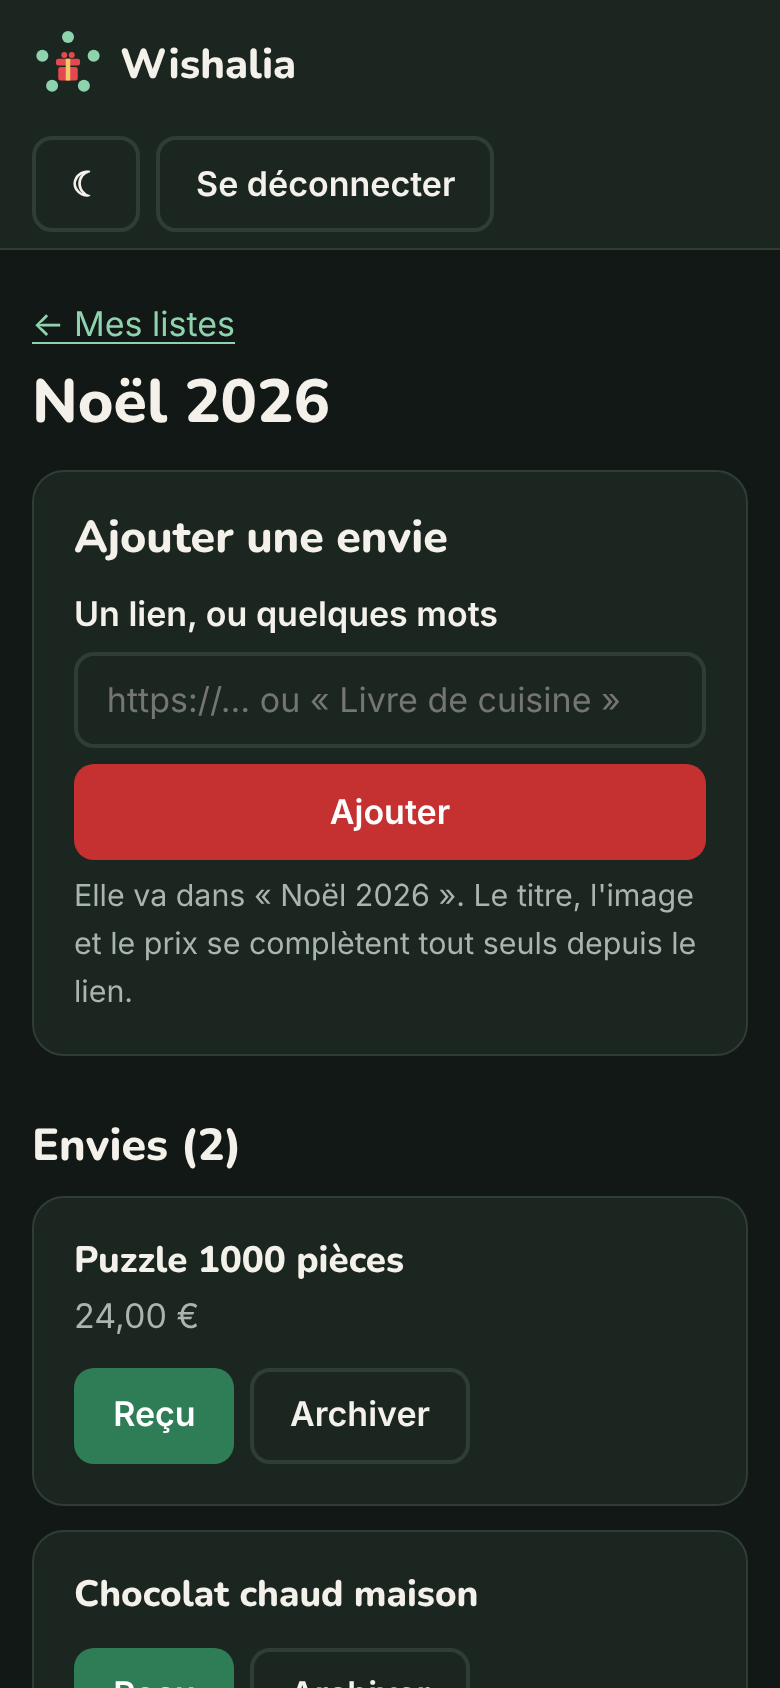 Wishalia
Se déconnecter
← Mes listes
Noël 2026
Ajouter une envie
Un lien, ou quelques mots
https://... ou « Livre de cuisine »
Ajouter
Elle va dans « Noël 2026 ». Le titre, l'image
et le prix se complètent tout seuls depuis le
lien.
Envies (2)
Puzzle 1000 pièces
24,00 €
Reçu
Archiver
Chocolat chaud maison
Reçu
Archiver